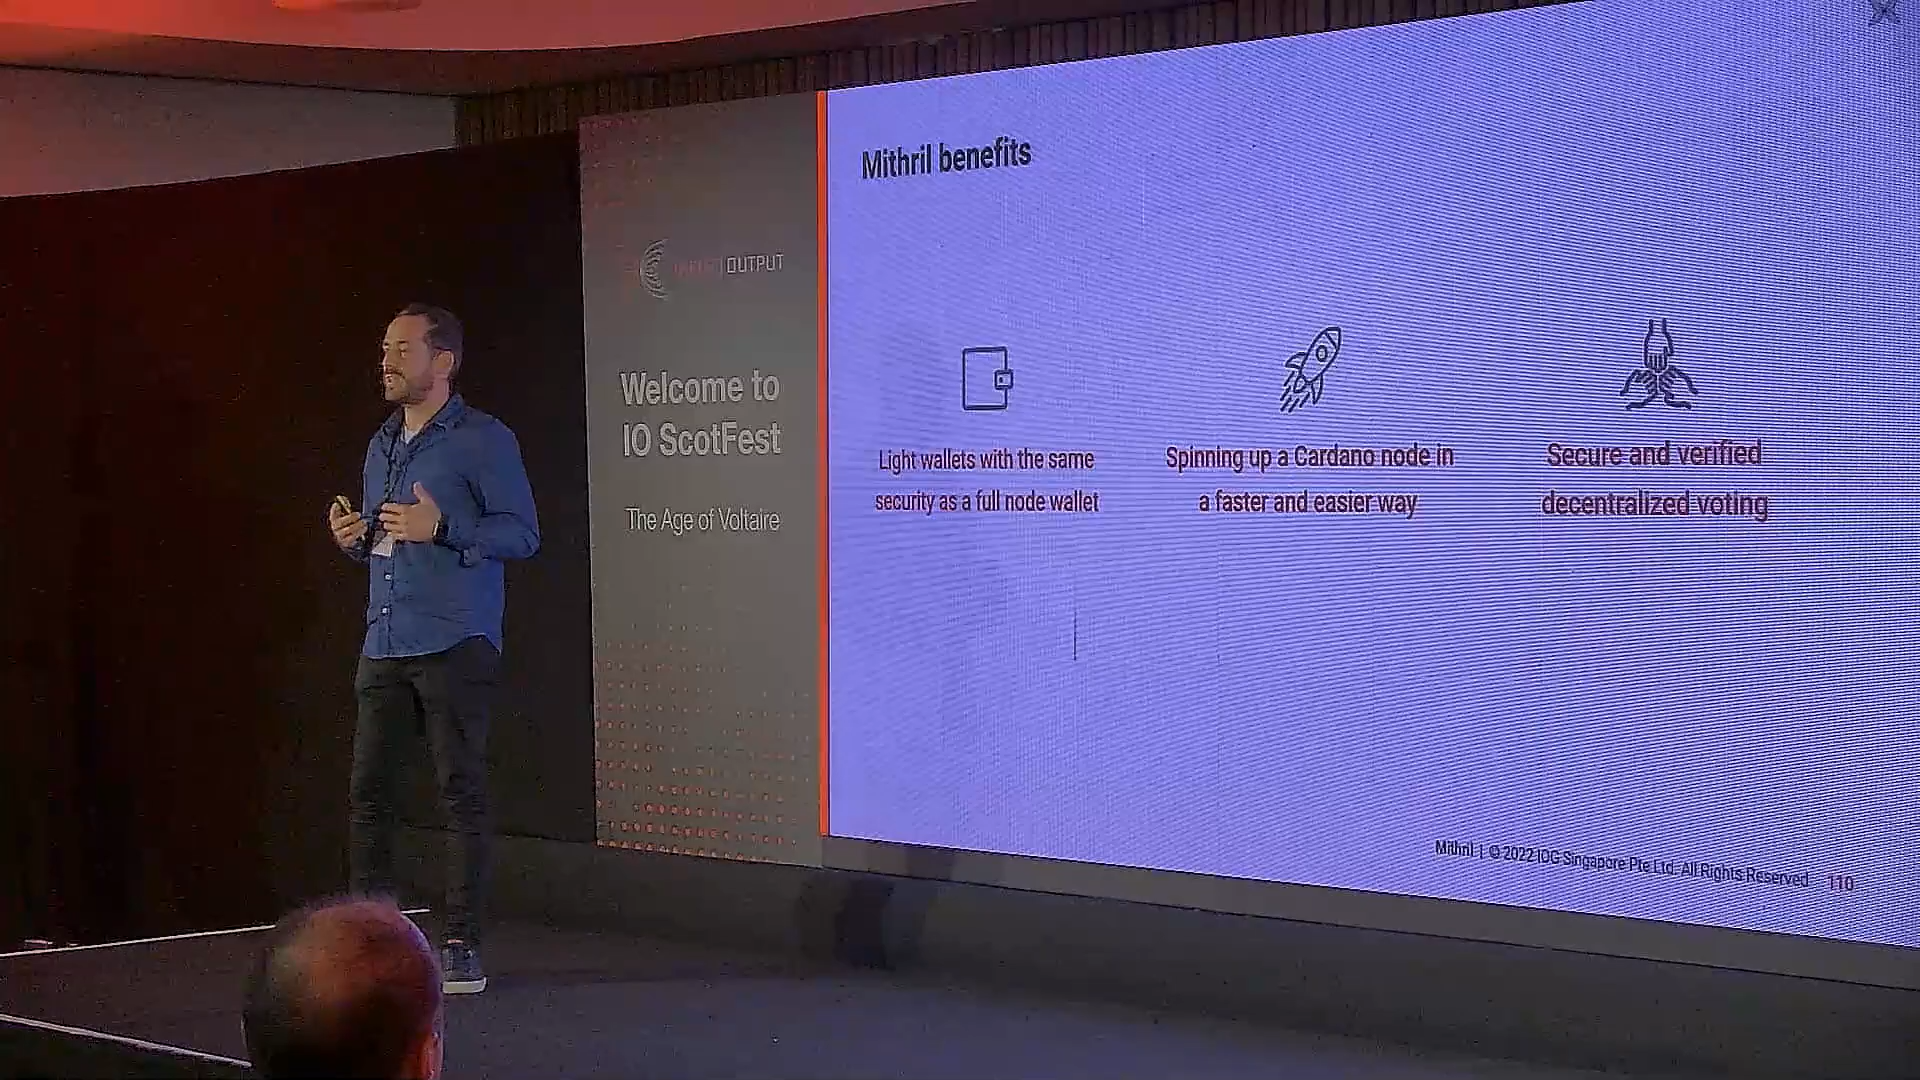 INPUT | OUTPUT
Welcome to
IO ScotFest
The Age of Voltaire
Mithril benefits
Light wallets with the same
security as a full node wallet
Spinning up a Cardano node in
a faster and easier way
Secure and verified
decentralized voting
Mithril | © 2022 IOG Singapore Pte Ltd. All Rights Reserved 110